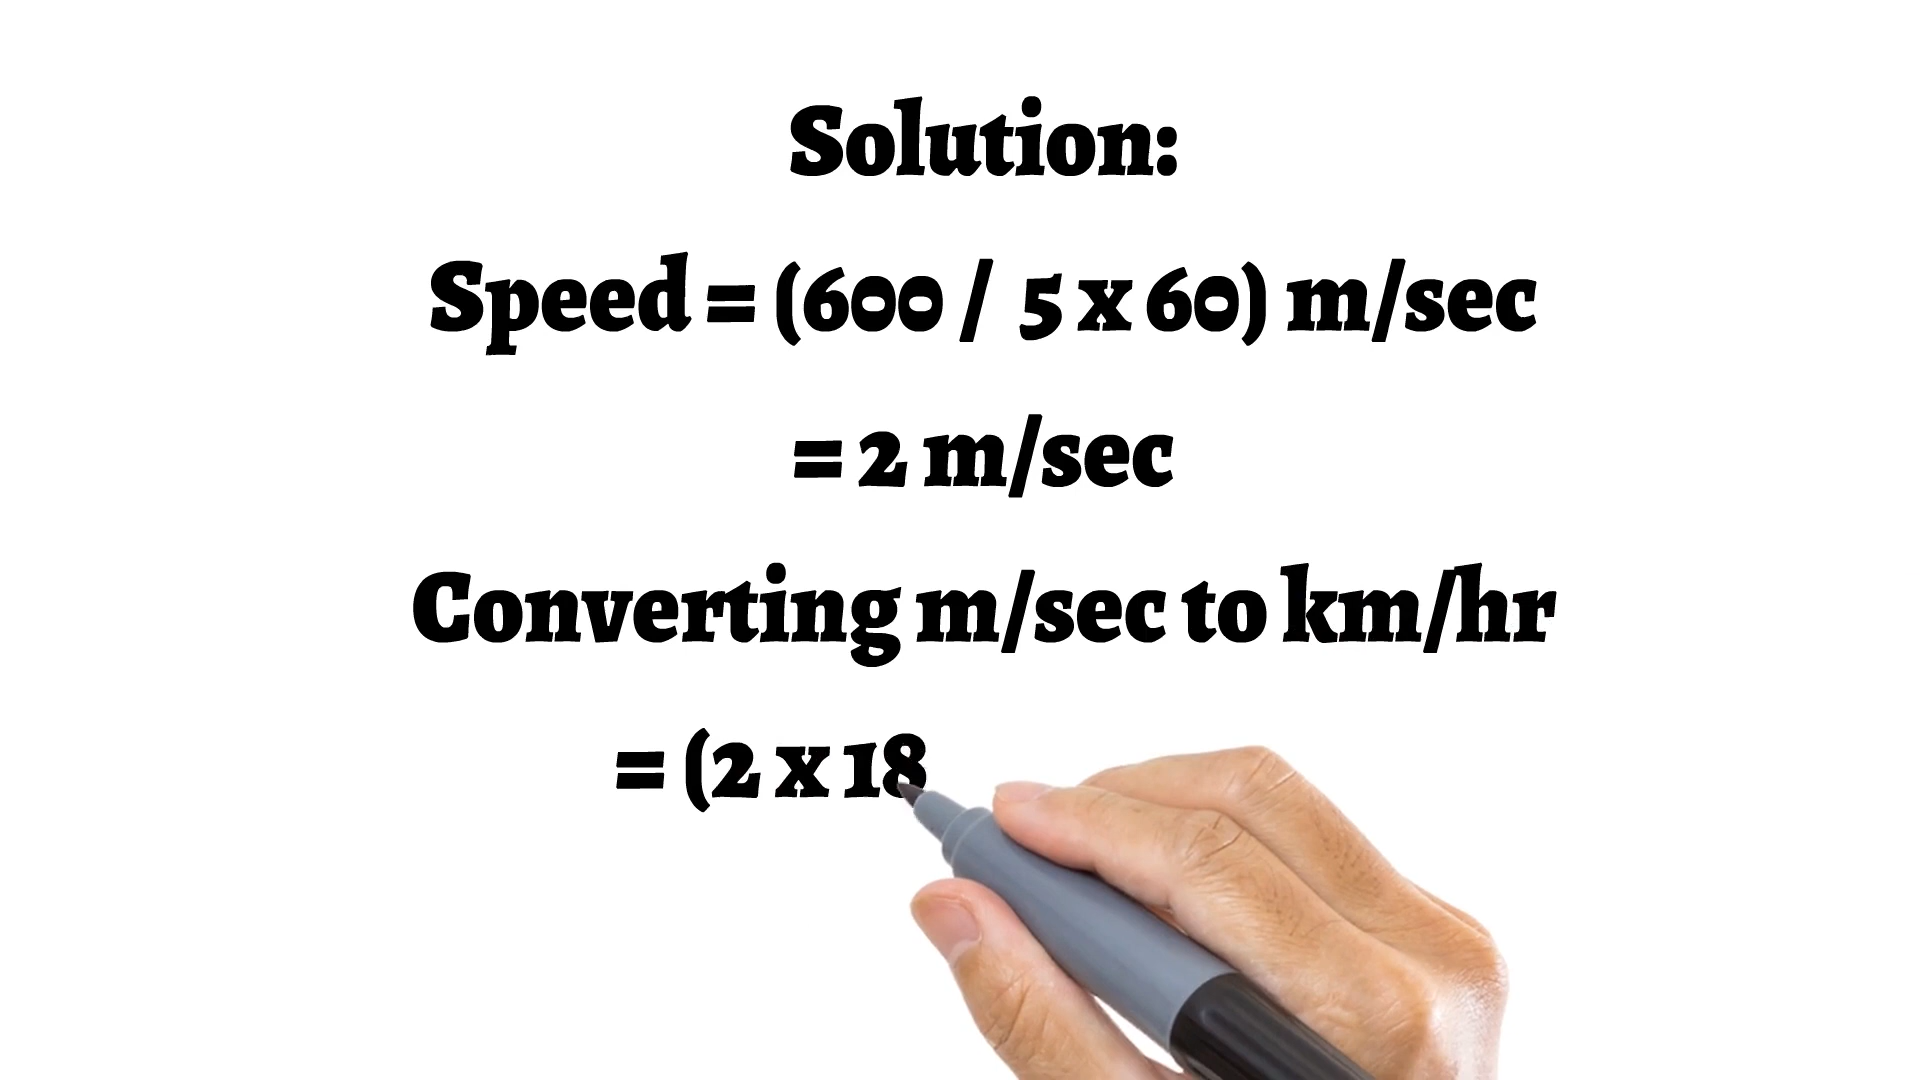 Solution:
Speed = (600 / 5 x 60) m/sec
= 2 m/sec
Converting m/sec to km/hr
= (2 x 18